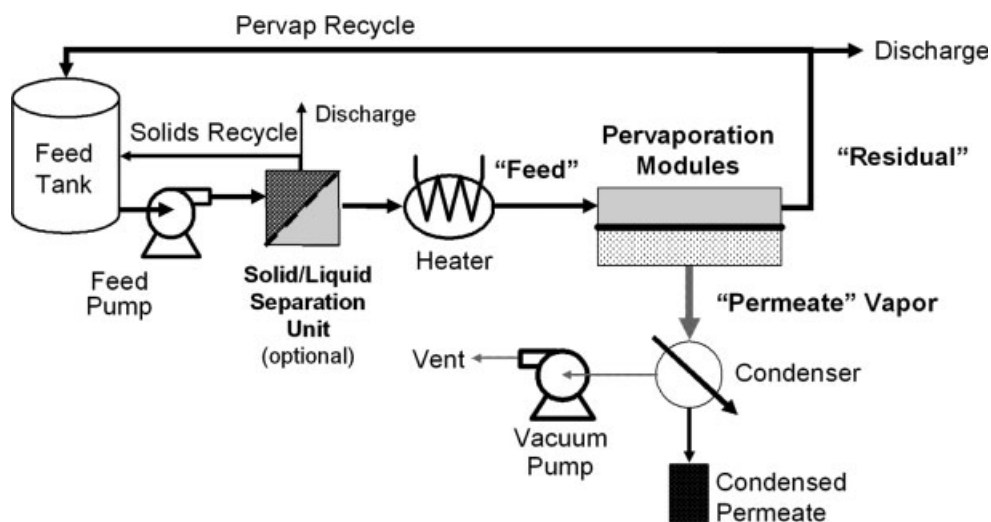 Pervap Recycle
Discharge
Solids Recycle
Discharge
Feed
Tank
"Feed"
Pervaporation
Modules
“Residual”
Feed
Pump
Solid/Liquid
Separation
Unit
(optional)
Heater
“Permeate” Vapor
Vent
Condenser
Vacuum
Pump
Condensed
Permeate